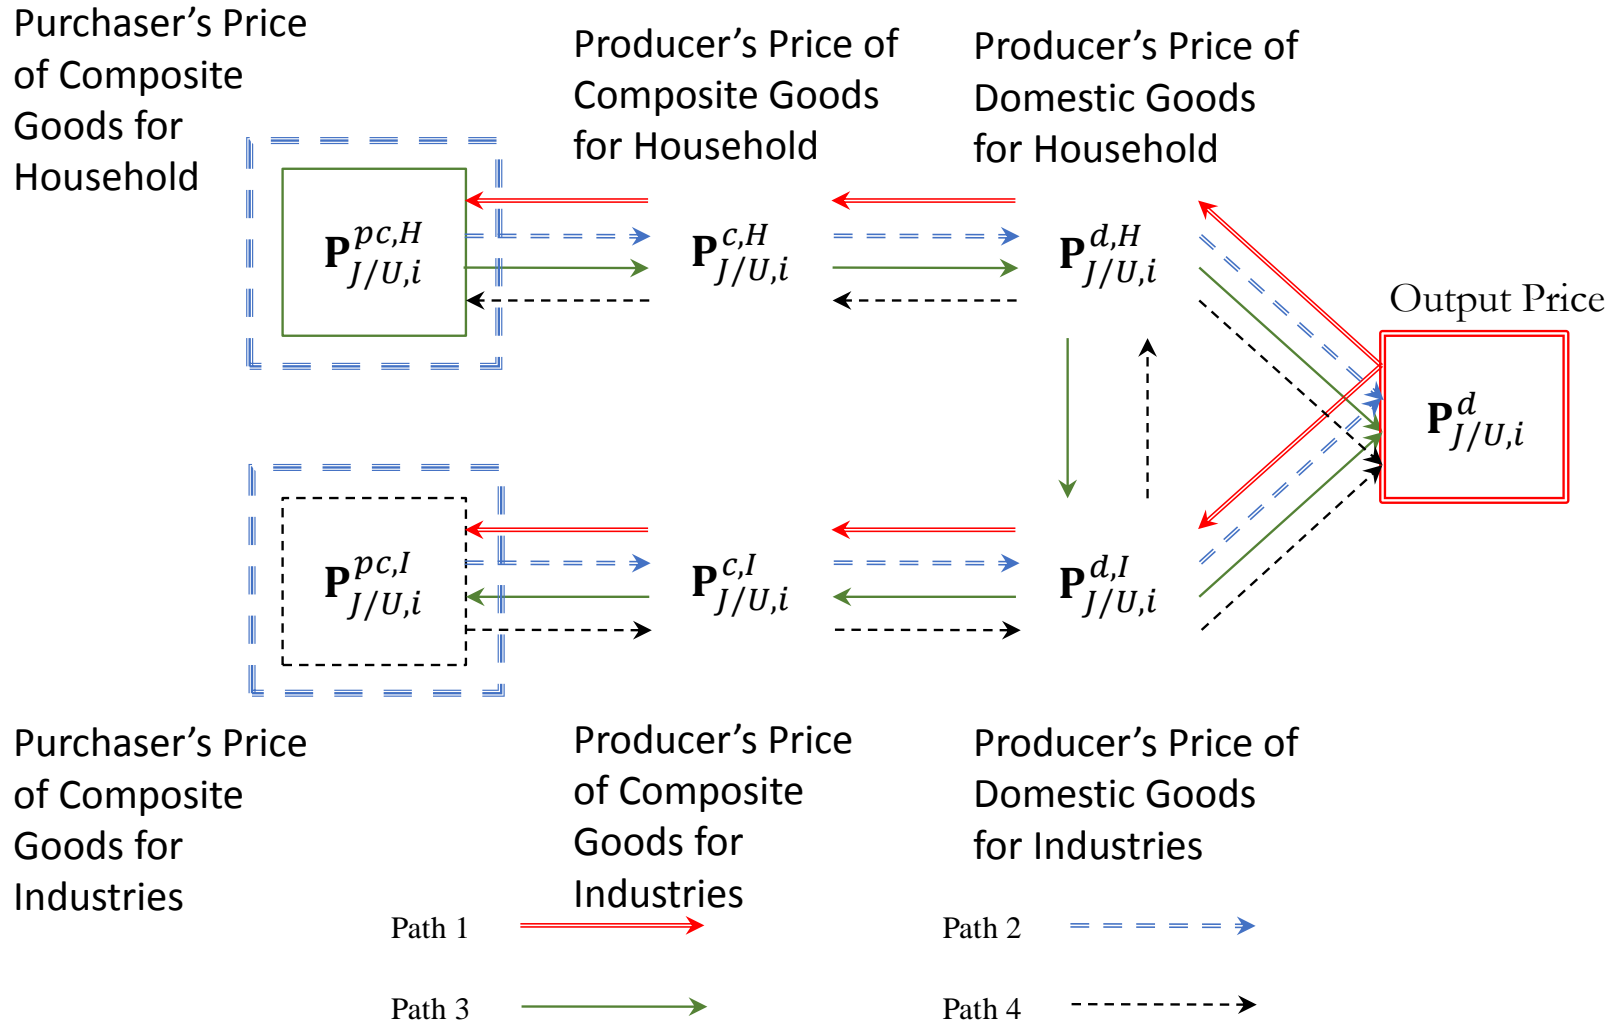 Purchaser’s Price
of Composite
Goods for
Household
Producer’s Price of
Composite Goods
for Household
Producer’s Price of
Domestic Goods
for Household
P^{pc,H}_{J/U,i}
P^{c,H}_{J/U,i}
P^{d,H}_{J/U,i}
Output Price
P^{d}_{J/U,i}
P^{pc,I}_{J/U,i}
P^{c,I}_{J/U,i}
P^{d,I}_{J/U,i}
Purchaser’s Price
of Composite
Goods for
Industries
Producer’s Price
of Composite
Goods for
Industries
Producer’s Price of
Domestic Goods
for Industries
Path 1
Path 2
Path 3
Path 4